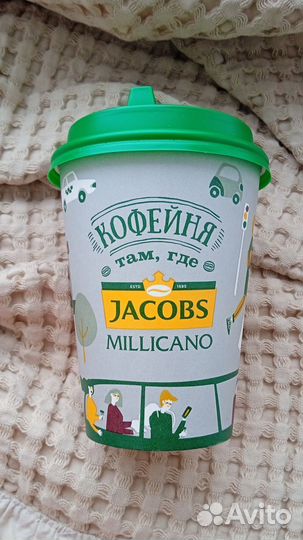 КОФЕЙНЯ
там, где
ESTD 1895
JACOBS
MILLICANO
Avito